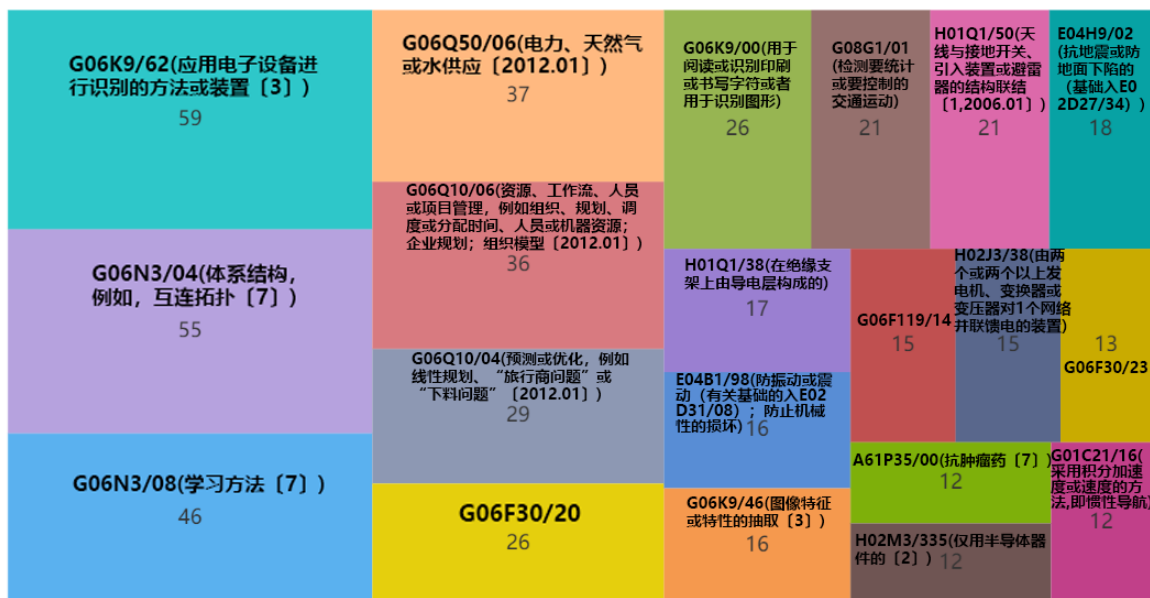 G06K9/62(应用电子设备进
行识别的方法或装置〔3〕)
59
G06N3/04(体系结构，
例如，互连拓扑〔7〕)
55
G06N3/08(学习方法〔7〕)
46
G06Q50/06(电力、天然气
或水供应〔2012.01〕)
37
G06Q10/06(资源、工作流、人员
或项目管理，例如组织、规划、调
度或分配时间、人员或机器资源；
企业规划；组织模型〔2012.01〕)
36
G06Q10/04(预测或优化，例如
线性规划、“旅行商问题”或
“下料问题”〔2012.01〕)
29
G06F30/20
26
G06K9/00(用于
阅读或识别印刷
或书写字符或者
用于识别图形)
26
G08G1/01
(检测要统计
或要控制的
交通运动)
21
H01Q1/50(天
线与接地开关、
引入装置或避雷
器的结构联结
〔1,2006.01〕)
21
E04H9/02
(抗地震或防
地面下陷的
（基础入E0
2D27/34）)
18
H01Q1/38(在绝缘支
架上由导电层构成的)
17
E04B1/98(防振动或震
动（有关基础的入E02
D31/08）；防止机械
性的损坏)
16
G06K9/46(图像特征
或特性的抽取〔3〕)
16
G06F119/14
15
H02J3/38(由两
个或两个以上发
电机、变换器或
变压器对1个网络
并联馈电的装置)
15
13
G06F30/23
A61P35/00(抗肿瘤药〔7〕)
12
H02M3/335(仅用半导体器
件的〔2〕)
12
G01C21/16(
采用积分加速
度或速度的方
法,即惯性导航)
12